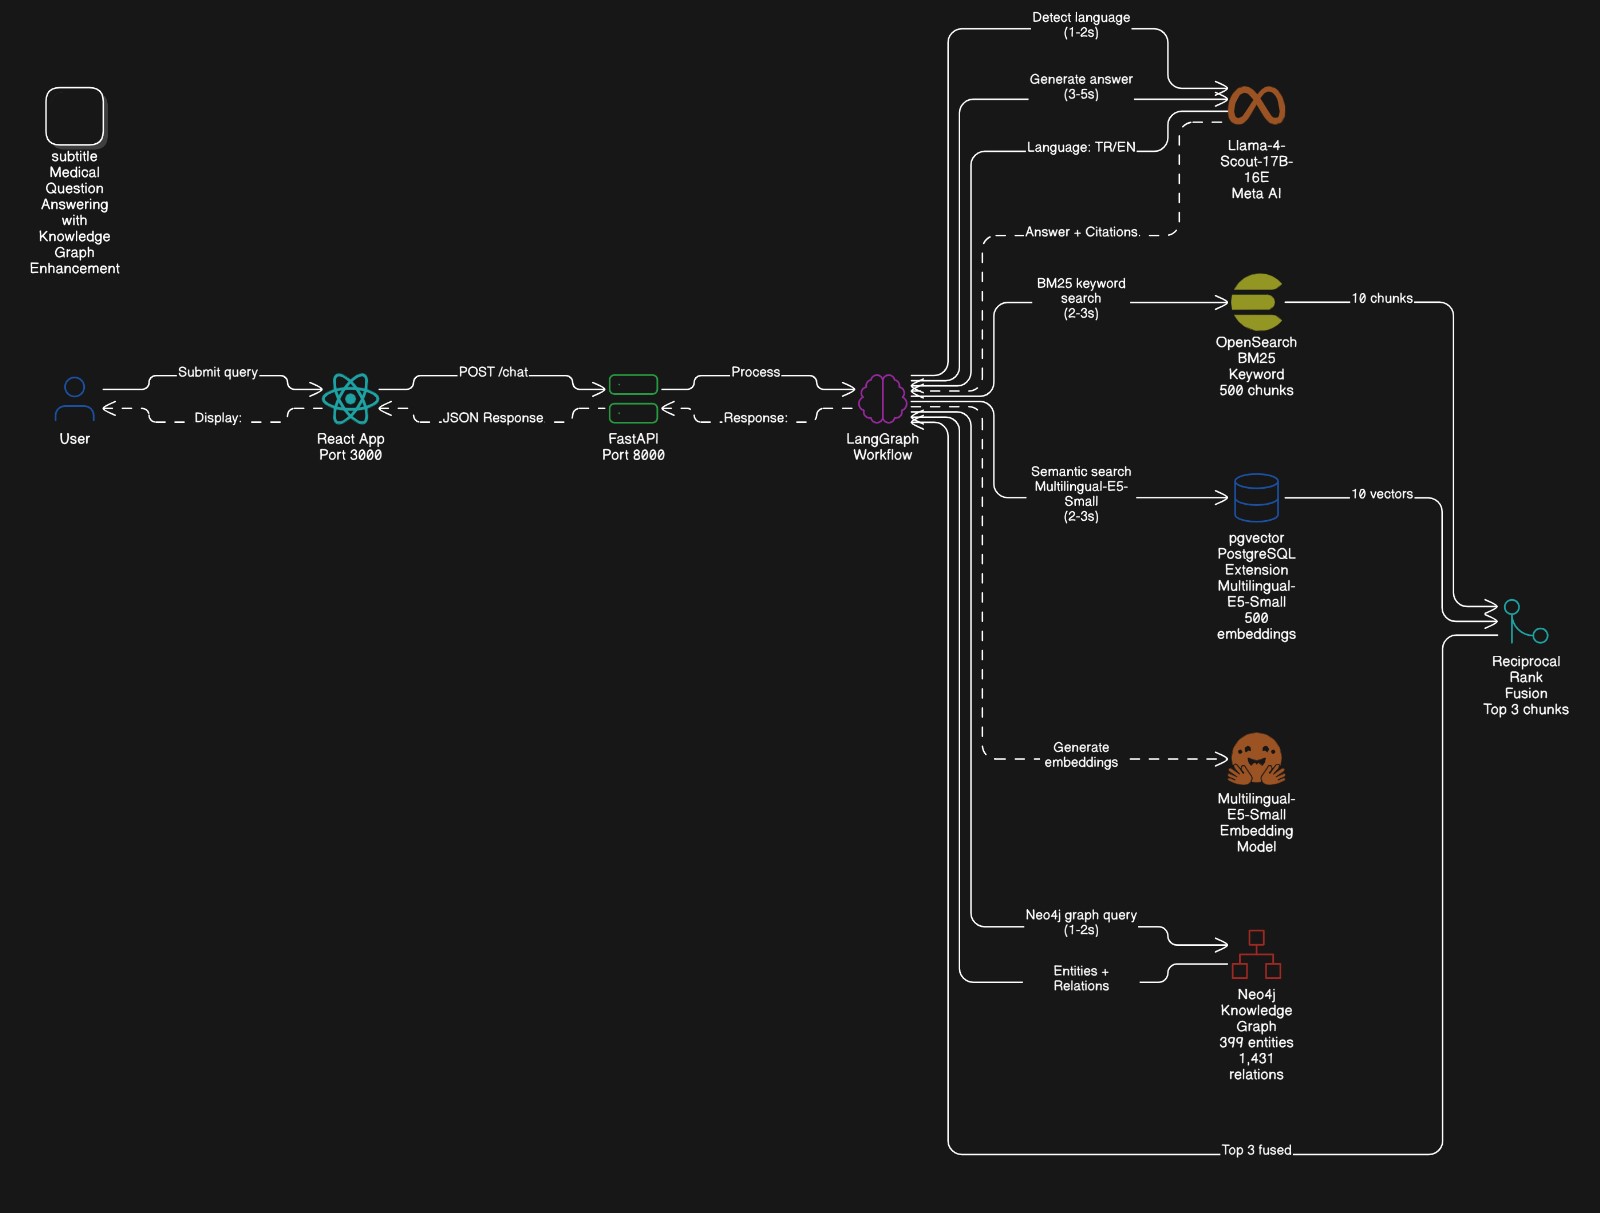 Detect language
(1-2s)
Generate answer
(3-5s)
Language: TR/EN
Answer + Citations.
Llama-4-
Scout-17B-
16E
Meta AI
subtitle
Medical
Question
Answering
with
Knowledge
Graph
Enhancement
BM25 keyword
search
(2-3s)
OpenSearch
BM25
Keyword
500 chunks
10 chunks
Submit query
Display:
User
React App
Port 3000
POST /chat
JSON Response
FastAPI
Port 8000
Process
Response:
LangGraph
Workflow
Semantic search
Multilingual-E5-
Small
(2-3s)
pgvector
PostgreSQL
Extension
Multilingual-
E5-Small
500
embeddings
10 vectors
Reciprocal
Rank
Fusion
Top 3 chunks
Generate
embeddings
Multilingual-
E5-Small
Embedding
Model
Neo4j graph query
(1-2s)
Entities +
Relations
Neo4j
Knowledge
Graph
399 entities
1,431
relations
Top 3 fused